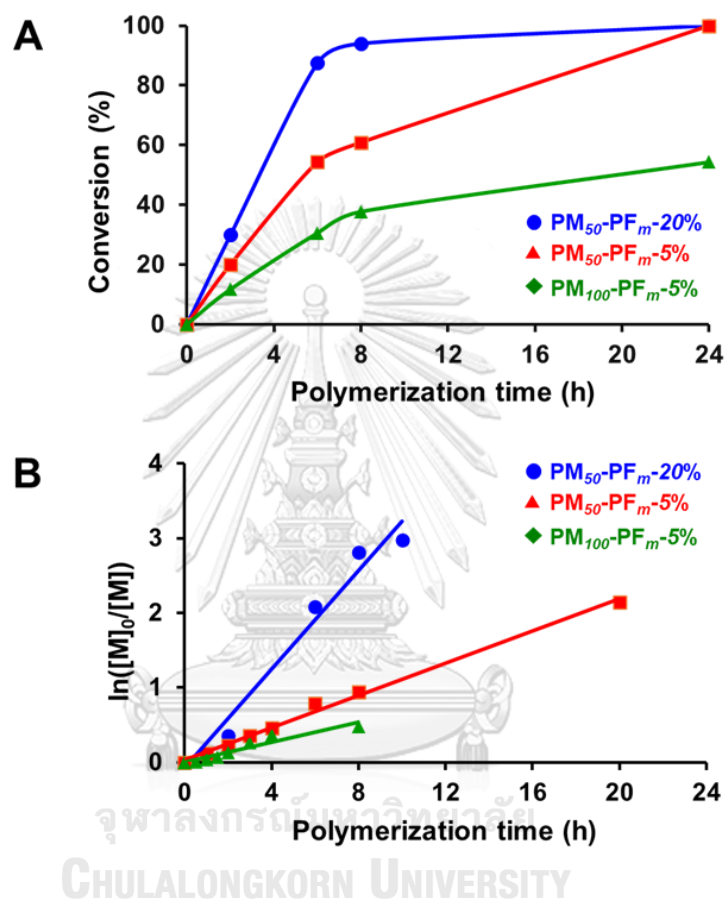 A
Conversion (%)
100
80
60
40
20
0
0 4 8 12 16 20 24
Polymerization time (h)
PM50-PFm-20%
PM50-PFm-5%
PM100-PFm-5%
B
ln([M]0/[M])
4
3
2
1
0
0 4 8 12 16 20 24
Polymerization time (h)
PM50-PFm-20%
PM50-PFm-5%
PM100-PFm-5%
จุฬาลงกรณ์มหาวิทยาลัย
CHULALONGKORN UNIVERSITY